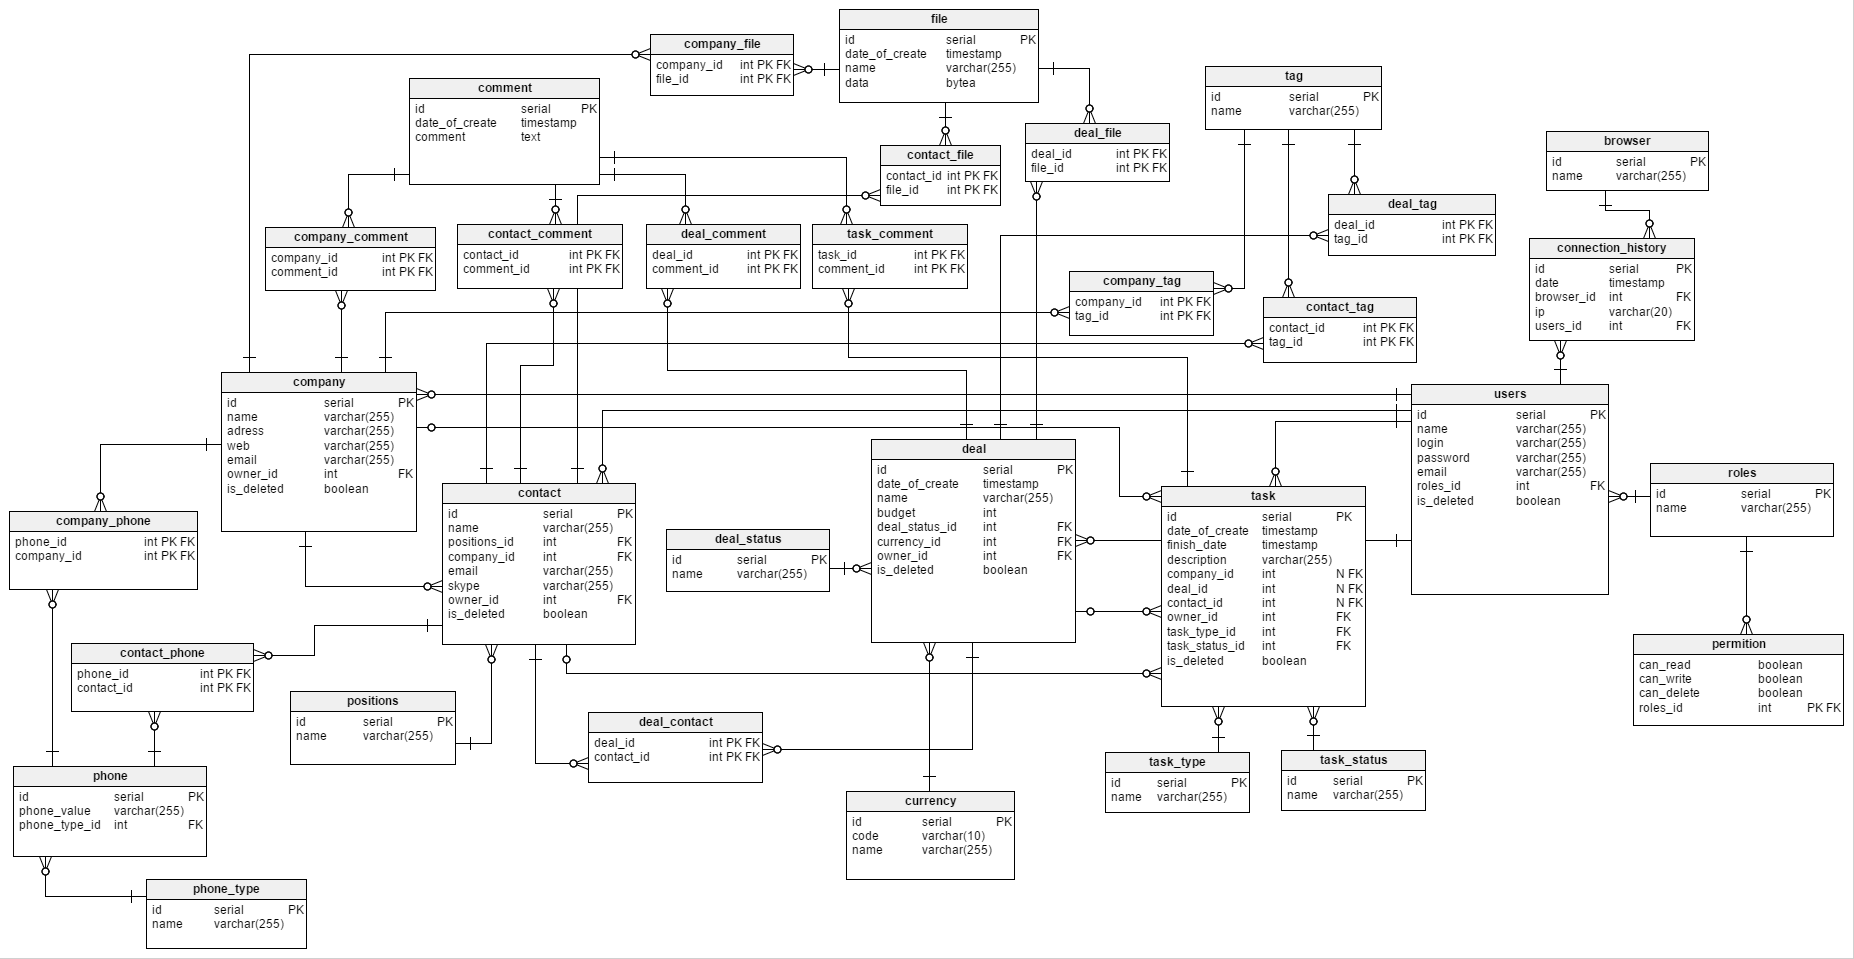 file
id serial PK
date_of_create timestamp
name varchar(255)
data bytea
company_file
company_id int PK FK
file_id int PK FK
comment
id serial PK
date_of_create timestamp
comment text
tag
id serial PK
name varchar(255)
deal_file
deal_id int PK FK
file_id int PK FK
contact_file
contact_id int PK FK
file_id int PK FK
browser
id serial PK
name varchar(255)
deal_tag
deal_id int PK FK
tag_id int PK FK
company_comment
company_id int PK FK
comment_id int PK FK
contact_comment
contact_id int PK FK
comment_id int PK FK
deal_comment
deal_id int PK FK
comment_id int PK FK
task_comment
task_id int PK FK
comment_id int PK FK
connection_history
id serial PK
date timestamp
browser_id int FK
ip varchar(20)
users_id int FK
company_tag
company_id int PK FK
tag_id int PK FK
contact_tag
contact_id int PK FK
tag_id int PK FK
company
id serial PK
name varchar(255)
adress varchar(255)
web varchar(255)
email varchar(255)
owner_id int FK
is_deleted boolean
users
id serial PK
name varchar(255)
login varchar(255)
password varchar(255)
email varchar(255)
roles_id int FK
is_deleted boolean
deal
id serial PK
date_of_create timestamp
name varchar(255)
budget int
deal_status_id int FK
currency_id int FK
owner_id int FK
is_deleted boolean
roles
id serial PK
name varchar(255)
contact
id serial PK
name varchar(255)
positions_id int FK
company_id int FK
email varchar(255)
skype varchar(255)
owner_id int FK
is_deleted boolean
task
id serial PK
date_of_create timestamp
finish_date timestamp
description varchar(255)
company_id int N FK
deal_id int N FK
contact_id int N FK
owner_id int FK
task_type_id int FK
task_status_id int FK
is_deleted boolean
company_phone
phone_id int PK FK
company_id int PK FK
deal_status
id serial PK
name varchar(255)
permition
can_read boolean
can_write boolean
can_delete boolean
roles_id int PK FK
contact_phone
phone_id int PK FK
contact_id int PK FK
positions
id serial PK
name varchar(255)
deal_contact
deal_id int PK FK
contact_id int PK FK
task_type
id serial PK
name varchar(255)
task_status
id serial PK
name varchar(255)
phone
id serial PK
phone_value varchar(255)
phone_type_id int FK
currency
id serial PK
code varchar(10)
name varchar(255)
phone_type
id serial PK
name varchar(255)